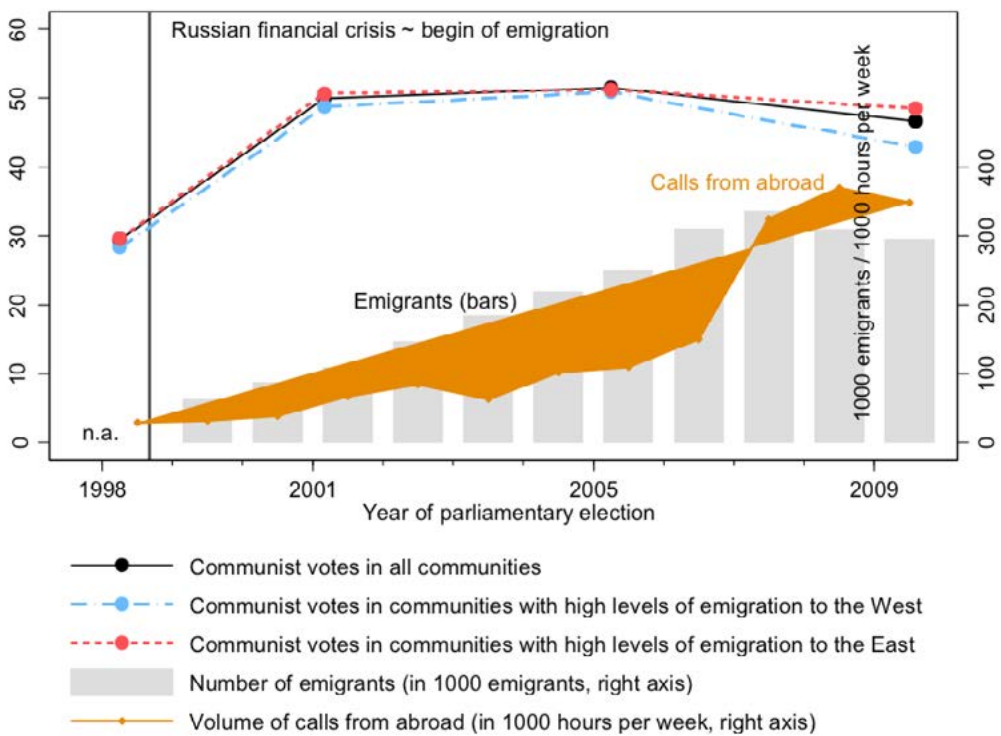 60
50
40
30
20
10
0
Russian financial crisis ~ begin of emigration
Calls from abroad
Emigrants (bars)
n.a.
1000 emigrants / 1000 hours per week
400
300
200
100
0
1998
2001
2005
2009
Year of parliamentary election
Communist votes in all communities
Communist votes in communities with high levels of emigration to the West
Communist votes in communities with high levels of emigration to the East
Number of emigrants (in 1000 emigrants, right axis)
Volume of calls from abroad (in 1000 hours per week, right axis)